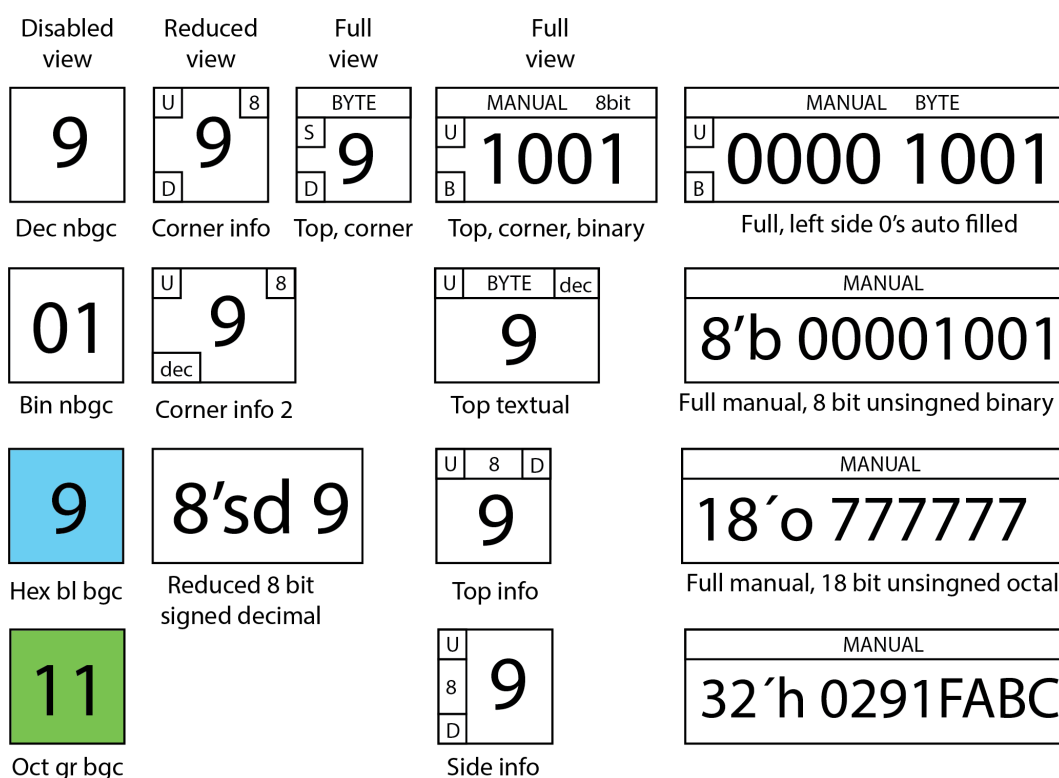 Disabled
view
Reduced
view
Full
view
Full
view
9
Dec nbgc
U 8
9
D
Corner info
BYTE
S
9
D
Top, corner
MANUAL 8bit
U
1001
B
Top, corner, binary
MANUAL BYTE
U
0000 1001
B
Full, left side 0's auto filled
01
Bin nbgc
U 8
9
dec
Corner info 2
U BYTE dec
9
Top textual
MANUAL
8’b 00001001
Full manual, 8 bit unsingned binary
9
Hex bl bgc
8’sd 9
Reduced 8 bit
signed decimal
U 8 D
9
Top info
MANUAL
18´o 777777
Full manual, 18 bit unsingned octal
11
Oct gr bgc
U
8
D
9
Side info
MANUAL
32´h 0291FABC